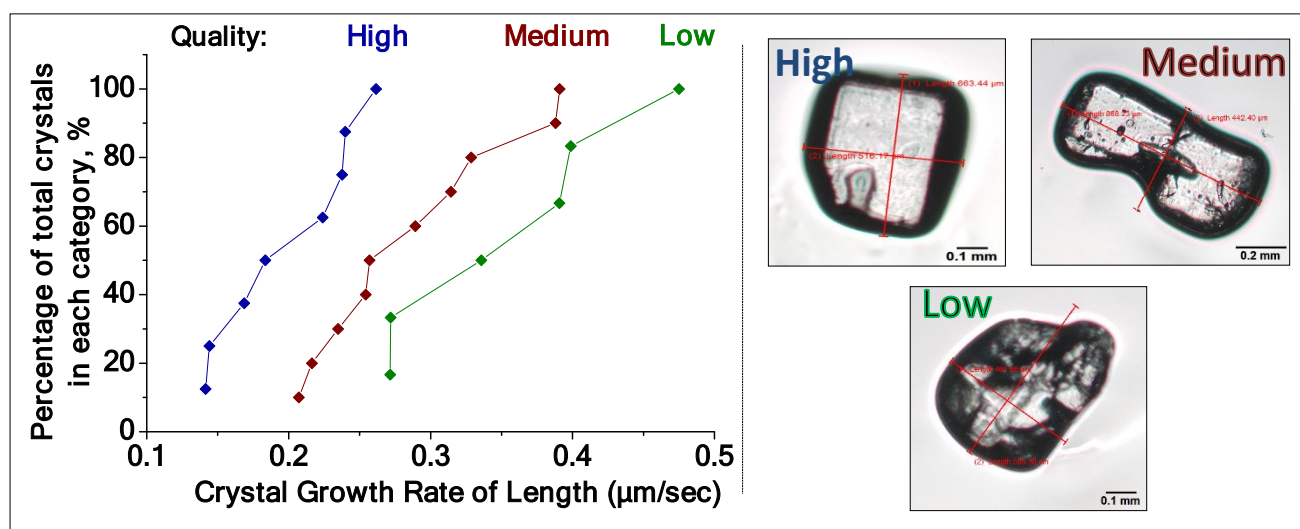 Quality: High Medium Low
Percentage of total crystals
in each category, %
100
80
60
40
20
0
0.1 0.2 0.3 0.4 0.5
Crystal Growth Rate of Length (µm/sec)
High
(1) Length 663.44 µm
(2) Length 516.17 µm
0.1 mm
Medium
(2) Length 442.40 µm
0.2 mm
Low
0.1 mm